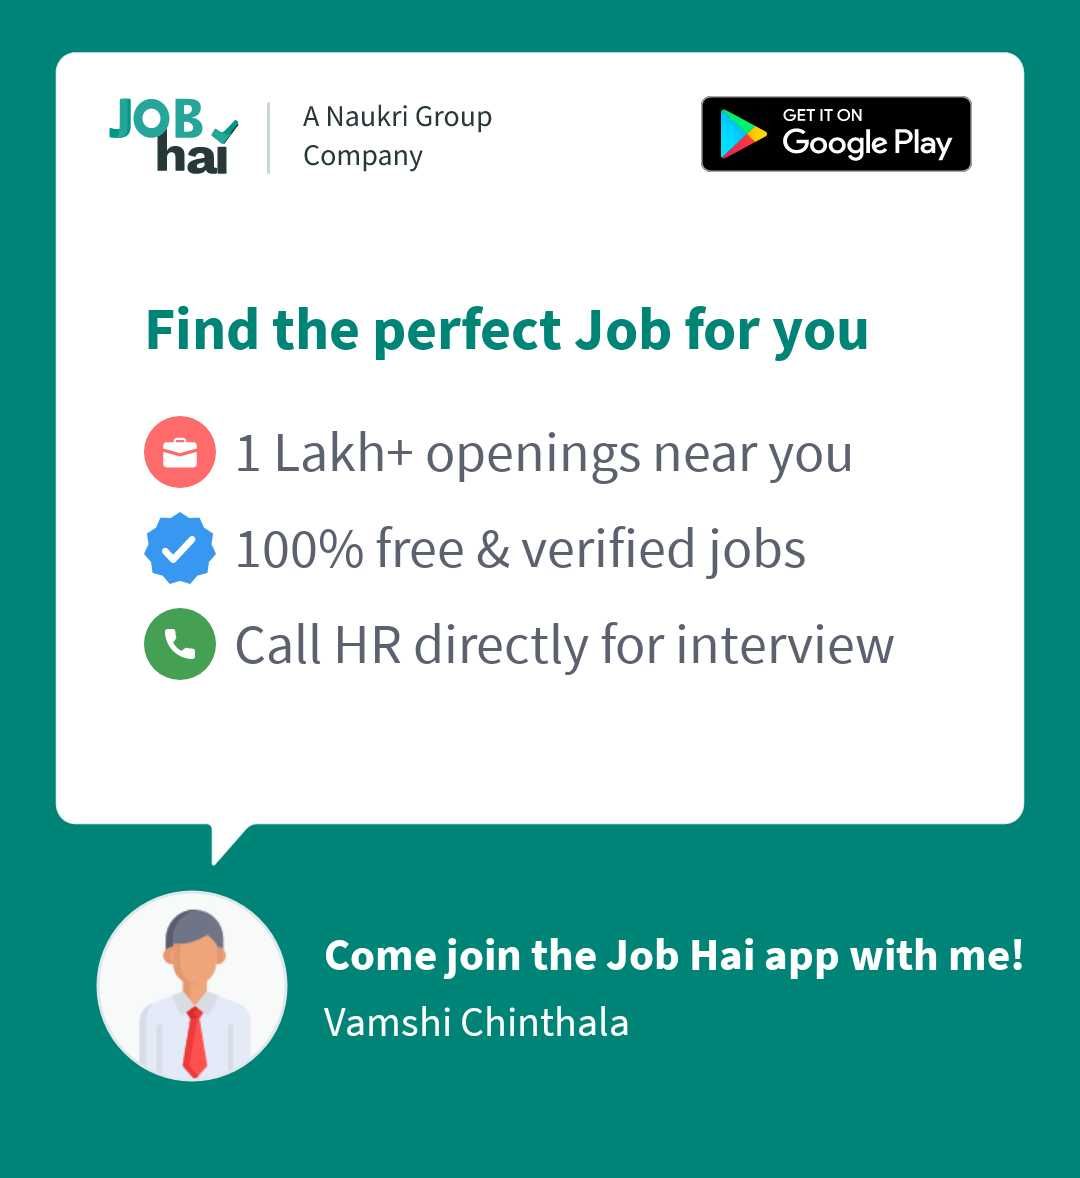 JOB
hai
A Naukri Group
Company
GET IT ON
Google Play
Find the perfect Job for you
1 Lakh+ openings near you
100% free & verified jobs
Call HR directly for interview
Come join the Job Hai app with me!
Vamshi Chinthala